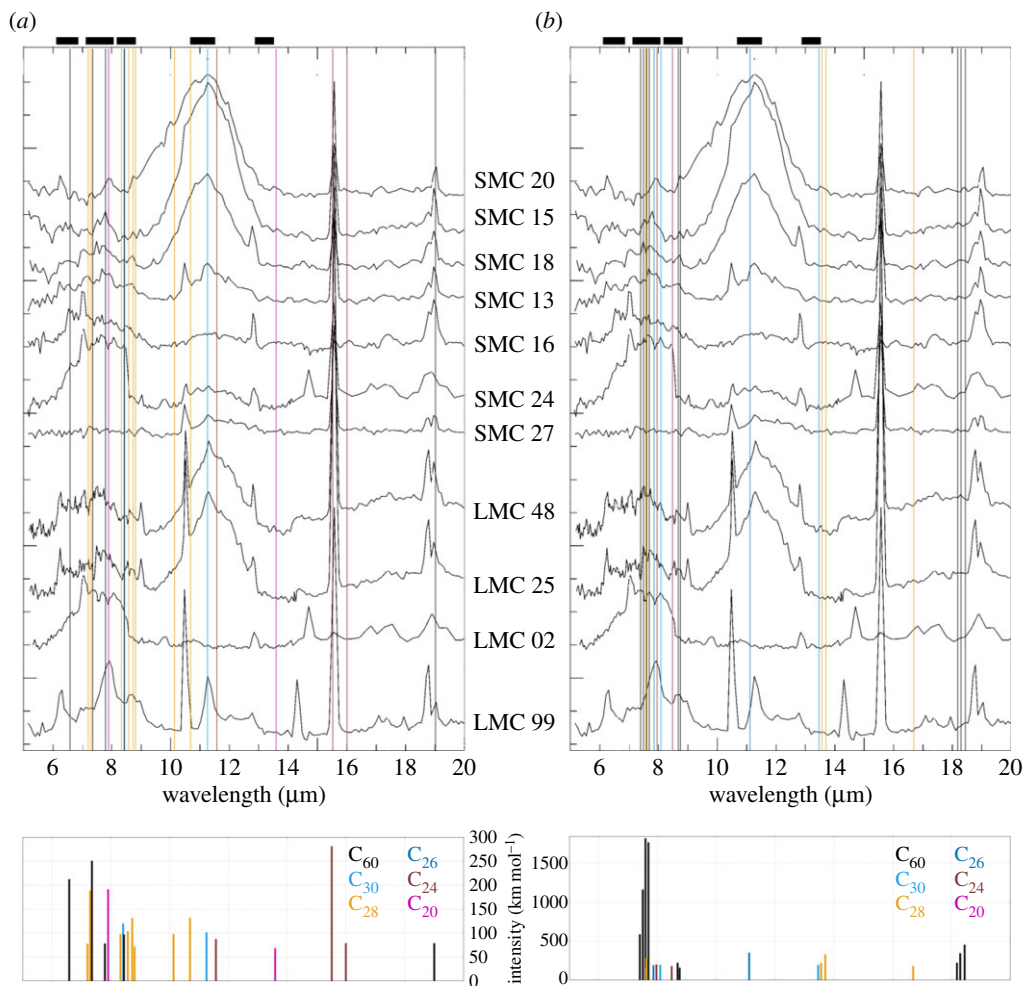 (a) (b)
SMC 20
SMC 15
SMC 18
SMC 13
SMC 16
SMC 24
SMC 27
LMC 48
LMC 25
LMC 02
LMC 99
6 8 10 12 14 16 18 20 6 8 10 12 14 16 18 20
wavelength (μm) wavelength (μm)
300
250
200
150
100
50
0
C60 C26
C30 C24
C28 C20
intensity (km mol−1)
1500
1000
500
0
C60 C26
C30 C24
C28 C20